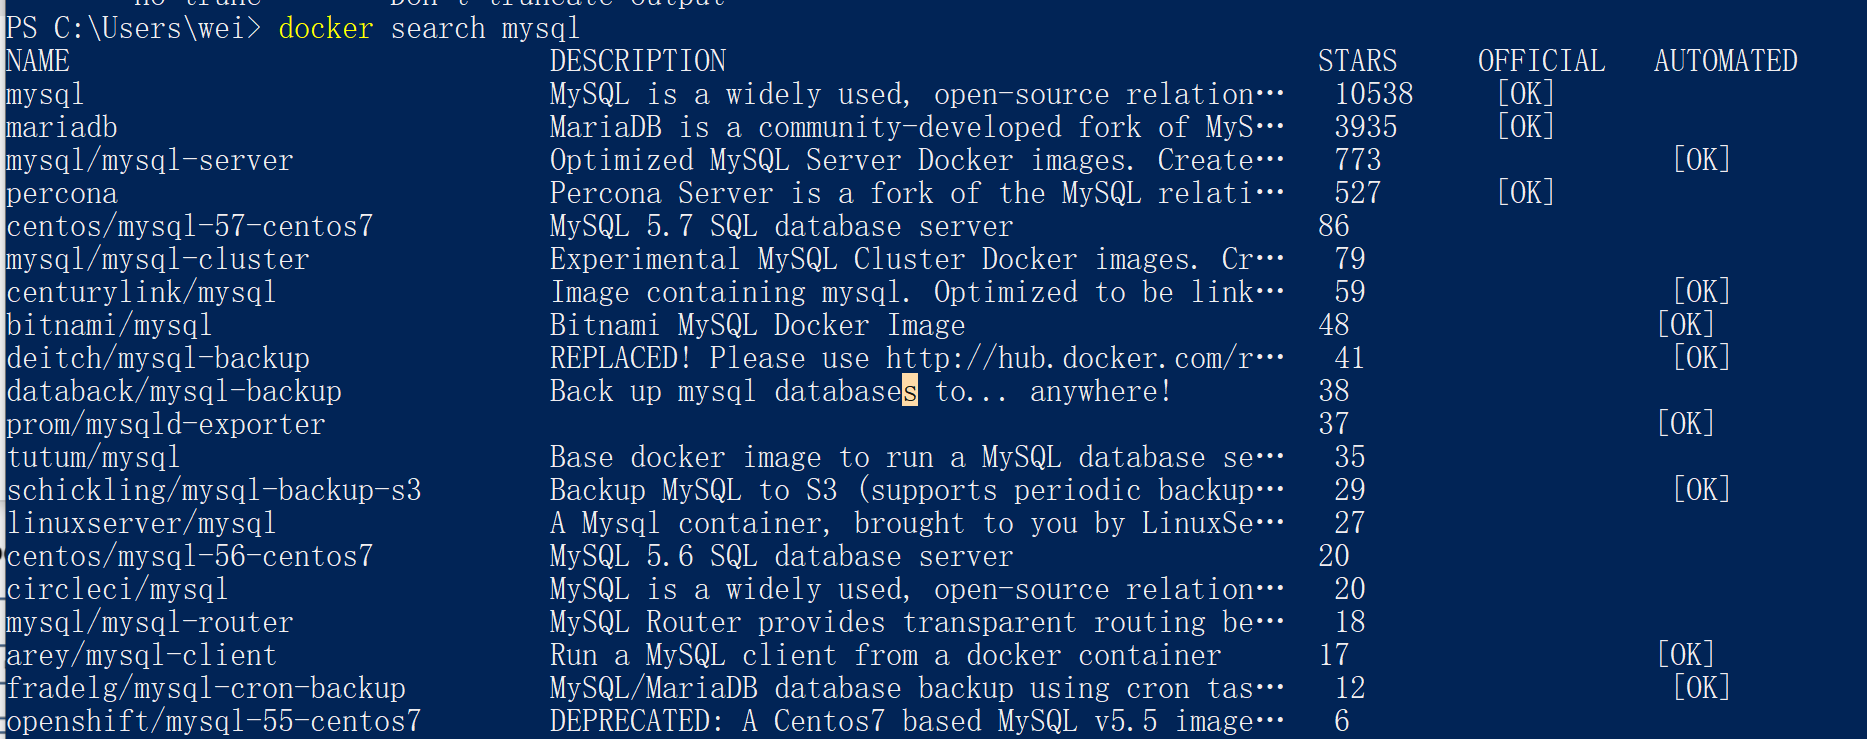 no-trunc Don't truncate output
PS C:\Users\wei> docker search mysql
NAME DESCRIPTION STARS OFFICIAL AUTOMATED
mysql MySQL is a widely used, open-source relation… 10538 [OK]
mariadb MariaDB is a community-developed fork of MyS… 3935 [OK]
mysql/mysql-server Optimized MySQL Server Docker images. Create… 773 [OK]
percona Percona Server is a fork of the MySQL relati… 527 [OK]
centos/mysql-57-centos7 MySQL 5.7 SQL database server 86
mysql/mysql-cluster Experimental MySQL Cluster Docker images. Cr… 79
centurylink/mysql Image containing mysql. Optimized to be link… 59 [OK]
bitnami/mysql Bitnami MySQL Docker Image 48 [OK]
deitch/mysql-backup REPLACED! Please use http://hub.docker.com/r… 41 [OK]
databack/mysql-backup Back up mysql databases to... anywhere! 38
prom/mysqld-exporter 37 [OK]
tutum/mysql Base docker image to run a MySQL database se… 35
schickling/mysql-backup-s3 Backup MySQL to S3 (supports periodic backup… 29 [OK]
linuxserver/mysql A Mysql container, brought to you by LinuxSe… 27
centos/mysql-56-centos7 MySQL 5.6 SQL database server 20
circleci/mysql MySQL is a widely used, open-source relation… 20
mysql/mysql-router MySQL Router provides transparent routing be… 18
arey/mysql-client Run a MySQL client from a docker container 17 [OK]
fradelg/mysql-cron-backup MySQL/MariaDB database backup using cron tas… 12 [OK]
openshift/mysql-55-centos7 DEPRECATED: A Centos7 based MySQL v5.5 image… 6